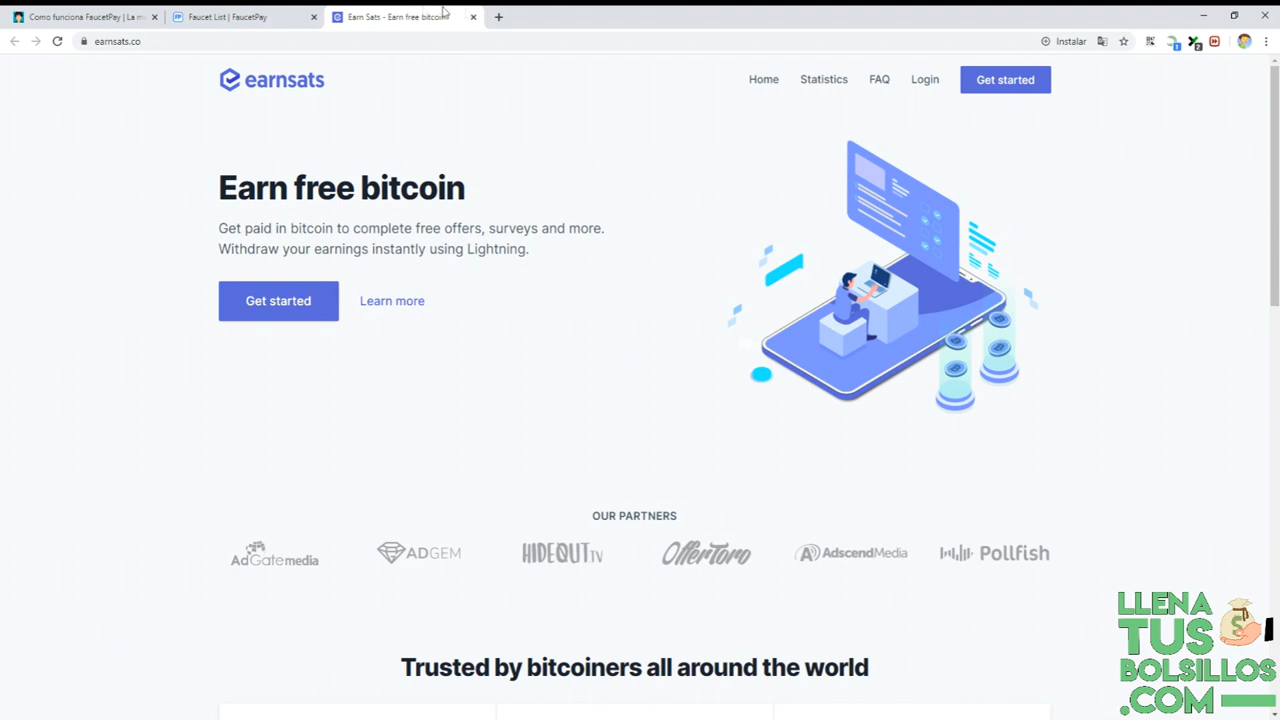 Como funciona FaucetPay | La m
Faucet List | FaucetPay
Earn Sats - Earn free bitcoin
earnsats.co
Instalar
earnsats
Home
Statistics
FAQ
Login
Get started
Earn free bitcoin
Get paid in bitcoin to complete free offers, surveys and more.
Withdraw your earnings instantly using Lightning.
Get started
Learn more
OUR PARTNERS
AdGatemedia
ADGEM
HIDEOUT.TV
OfferToro
AdscendMedia
Pollfish
LLENA
TUS
BOLSILLOS
.COM
Trusted by bitcoiners all around the world